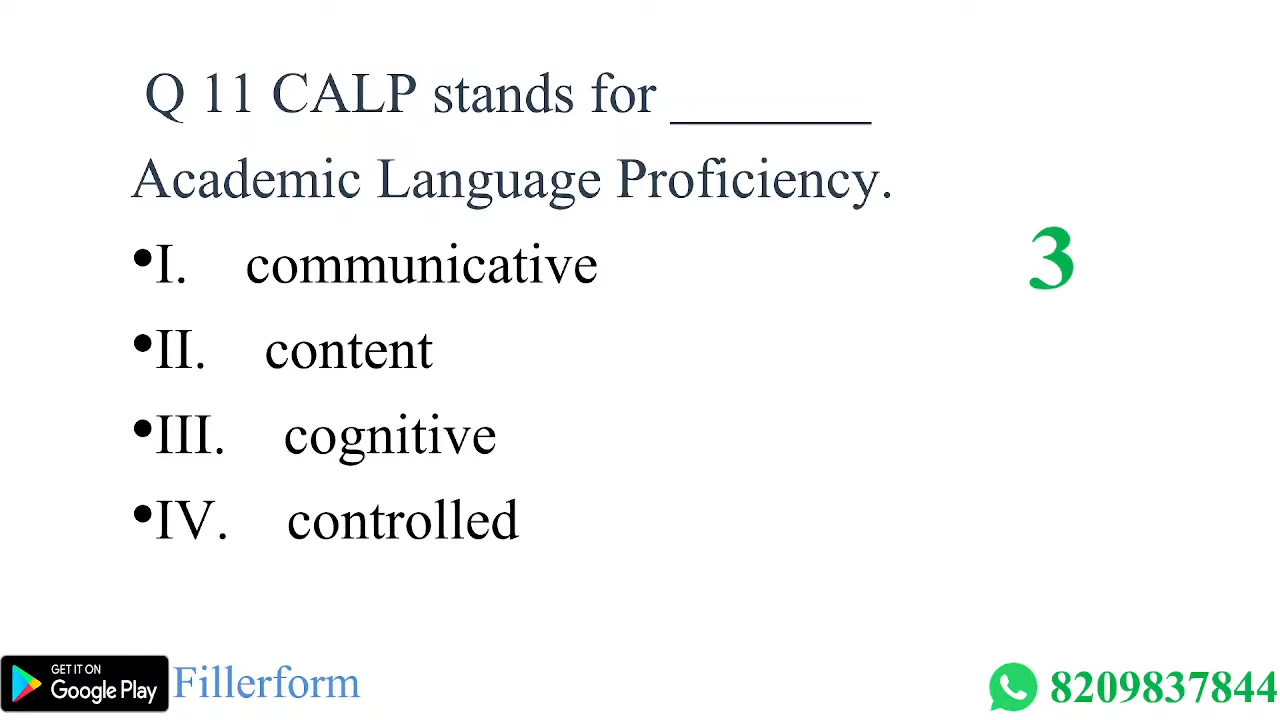 Q 11 CALP stands for _______
Academic Language Proficiency.
•I. communicative
3
•II. content
•III. cognitive
•IV. controlled
GET IT ON
Google Play
Fillerform
8209837844